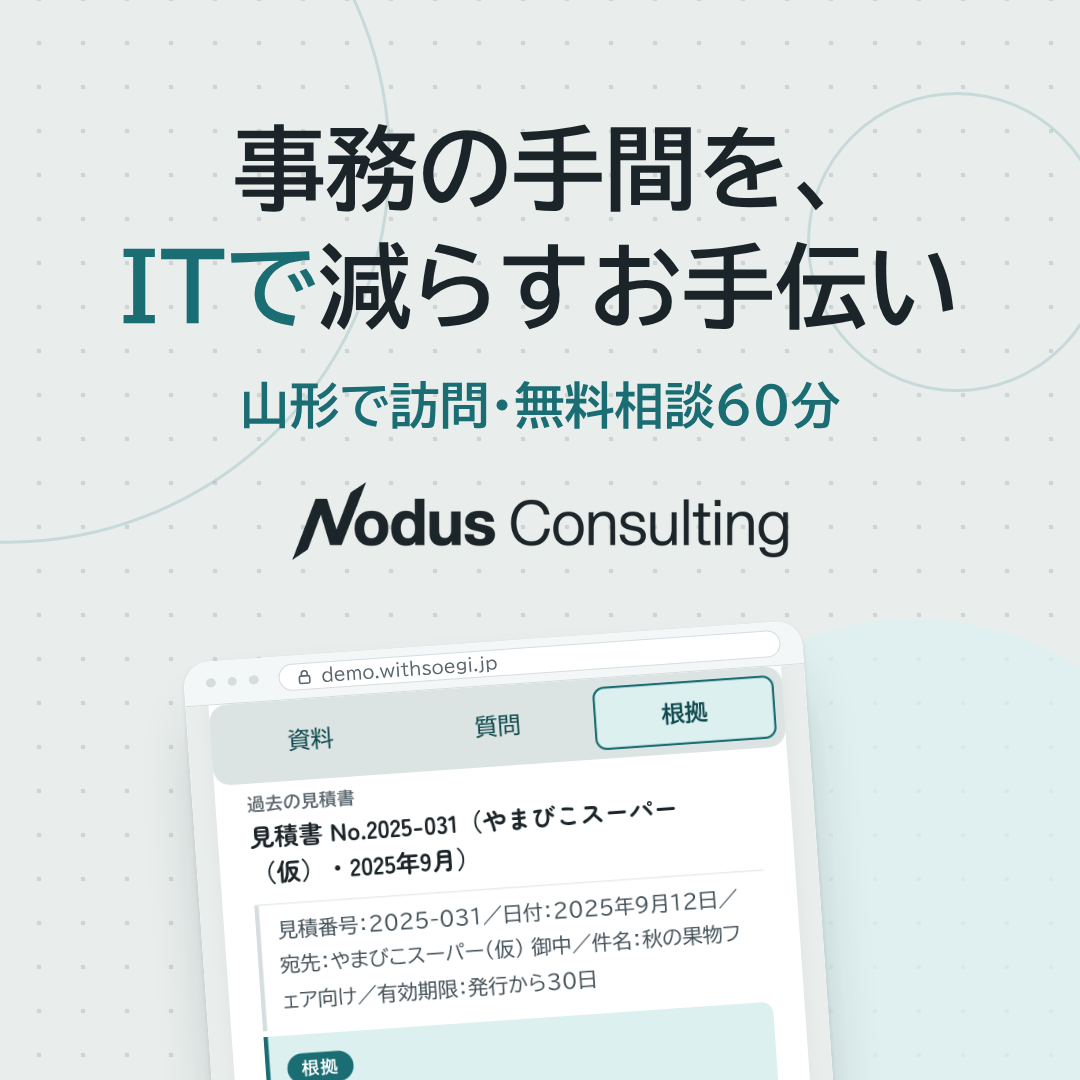 事務の手間を、
ITで減らすお手伝い
山形で訪問・無料相談60分
Nodus Consulting
demo.withsoegi.jp
資料
質問
根拠
過去の見積書
見積書 No.2025-031（やまびこスーパー
（仮）・2025年9月）
見積番号：2025-031／日付：2025年9月12日／
宛先：やまびこスーパー（仮） 御中／件名：秋の果物フ
ェア向け／有効期限：発行から30日
根拠